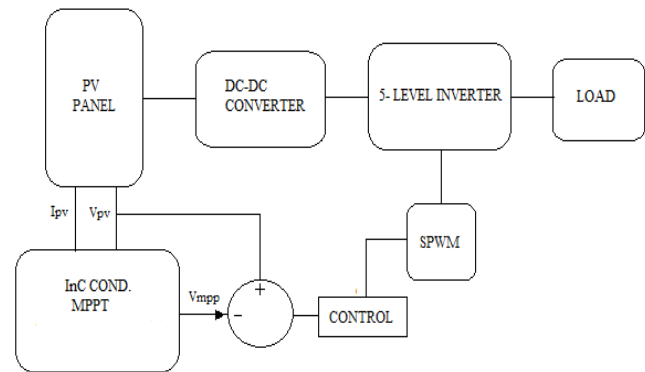 PV
PANEL
DC-DC
CONVERTER
5- LEVEL INVERTER
LOAD
Ipv
Vpv
SPWM
InC COND.
MPPT
Vmpp
+
-
CONTROL